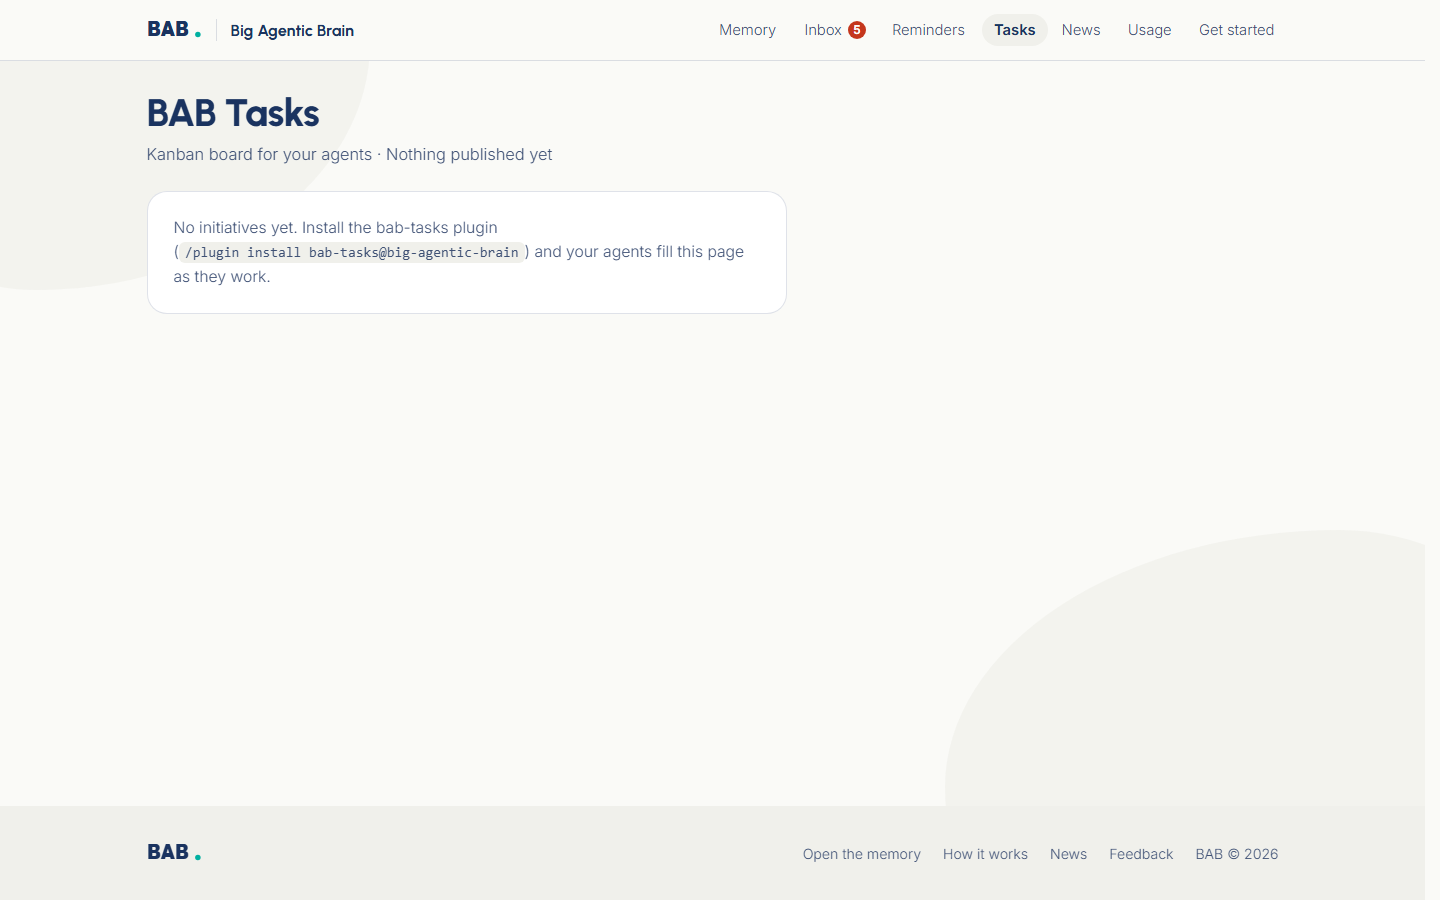 BAB. Big Agentic Brain
Memory Inbox 5 Reminders Tasks News Usage Get started
BAB Tasks
Kanban board for your agents · Nothing published yet
No initiatives yet. Install the bab-tasks plugin
(/plugin install bab-tasks@big-agentic-brain) and your agents fill this page
as they work.
BAB. Open the memory How it works News Feedback BAB © 2026